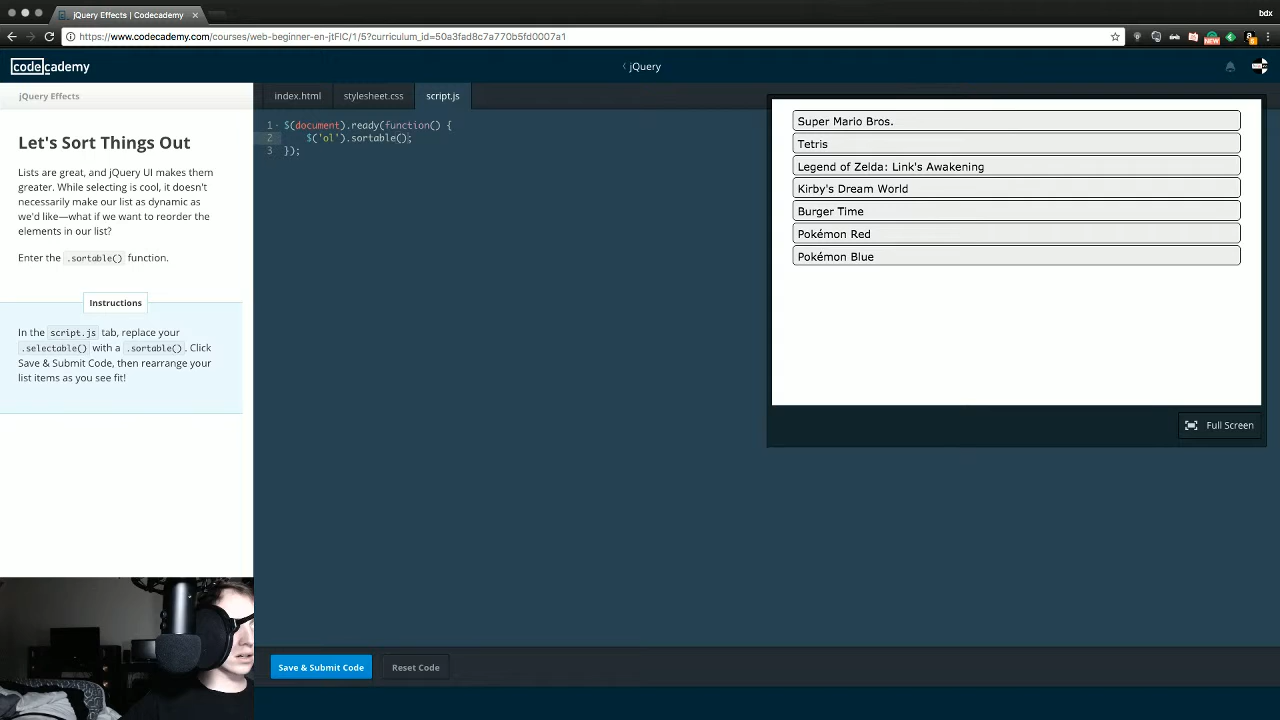 jQuery Effects | Codecademy
bdx
https://www.codecademy.com/courses/web-beginner-en-jtFlC/1/5?curriculum_id=50a3fad8c7a770b5fd0007a1
NEW
codecademy
jQuery
jQuery Effects
index.html
stylesheet.css
script.js
Let's Sort Things Out
Lists are great, and jQuery UI makes them
greater. While selecting is cool, it doesn't
necessarily make our list as dynamic as
we'd like—what if we want to reorder the
elements in our list?
Enter the .sortable() function.
Instructions
In the script.js tab, replace your
.selectable() with a .sortable(). Click
Save & Submit Code, then rearrange your
list items as you see fit!
1 $(document).ready(function() {
2 $('ol').sortable();
3 });
Super Mario Bros.
Tetris
Legend of Zelda: Link's Awakening
Kirby's Dream World
Burger Time
Pokémon Red
Pokémon Blue
Full Screen
Save & Submit Code
Reset Code